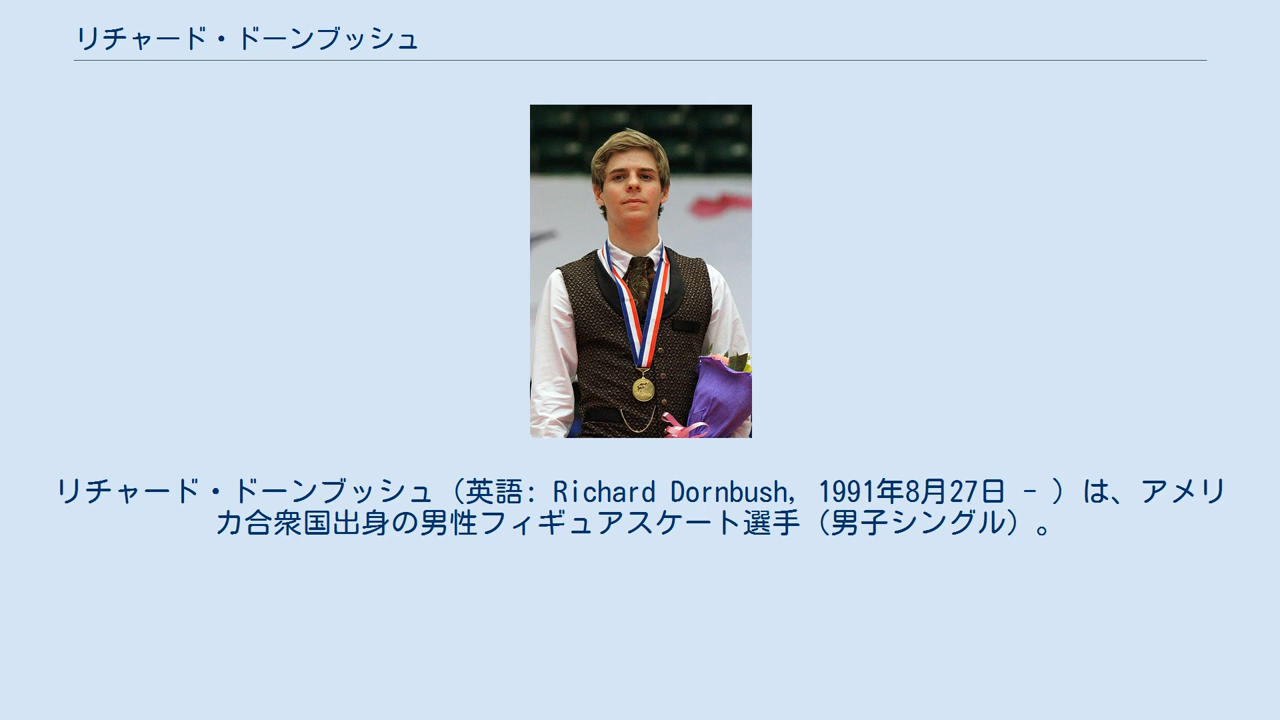 リチャード・ドーンブッシュ
リチャード・ドーンブッシュ（英語: Richard Dornbush, 1991年8月27日 - ）は、アメリ
カ合衆国出身の男性フィギュアスケート選手（男子シングル）。